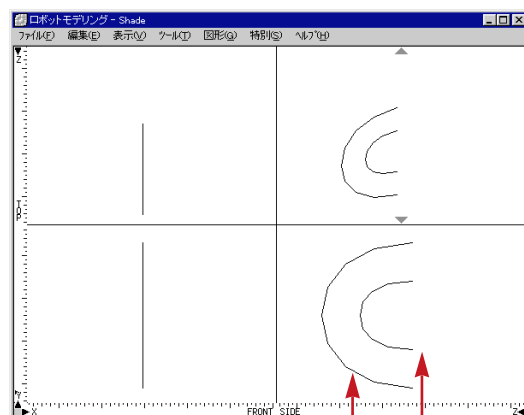 ロボットモデリング - Shade
ファイル(F) 編集(E) 表示(V) ツール(T) 図形(G) 特別(S) ヘルプ(H)
Z
TOP
Y
X FRONT SIDE Z